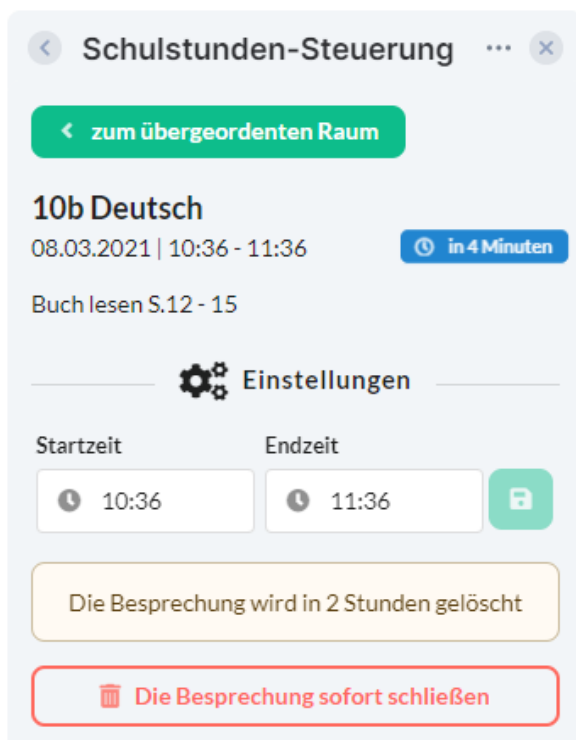 Schulstunden-Steuerung
zum übergeordenten Raum
10b Deutsch
08.03.2021 | 10:36 - 11:36
in 4 Minuten
Buch lesen S.12 - 15
Einstellungen
Startzeit Endzeit
10:36 11:36
Die Besprechung wird in 2 Stunden gelöscht
Die Besprechung sofort schließen